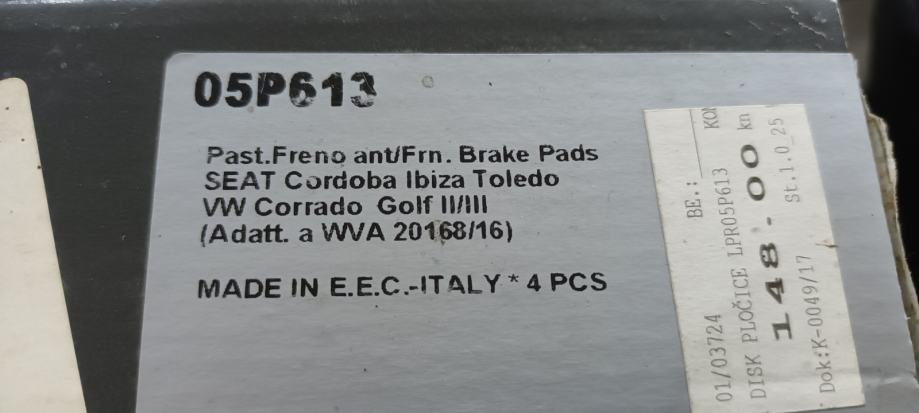 05P613
Past.Freno ant/Frn. Brake Pads
SEAT Cordoba Ibiza Toledo
VW Corrado Golf II/III
(Adatt. a WVA 20168/16)
MADE IN E.E.C.-ITALY * 4 PCS
BE.: KOM
01/03724
DISK PLOČICE LPR05P613
148.00 kn
St.1.0_25
Dok:K-0049/17